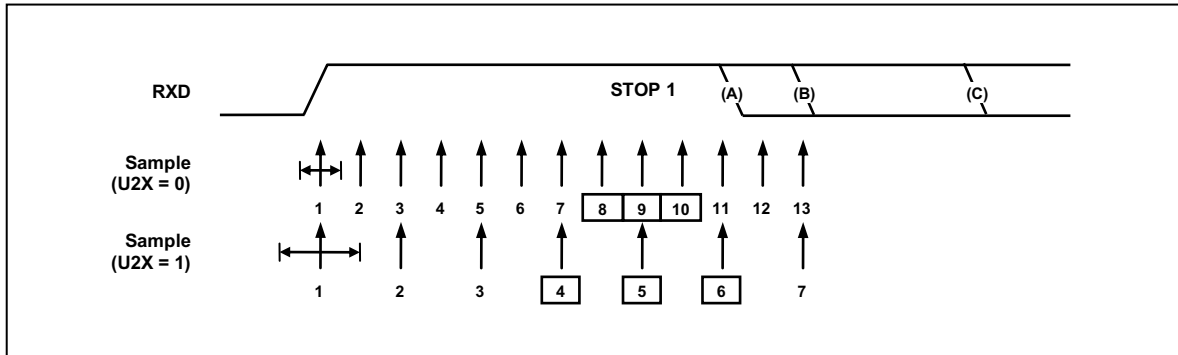 RXD STOP 1 (A) (B) (C)
Sample
(U2X = 0)
1 2 3 4 5 6 7 8 9 10 11 12 13
Sample
(U2X = 1)
1 2 3 4 5 6 7